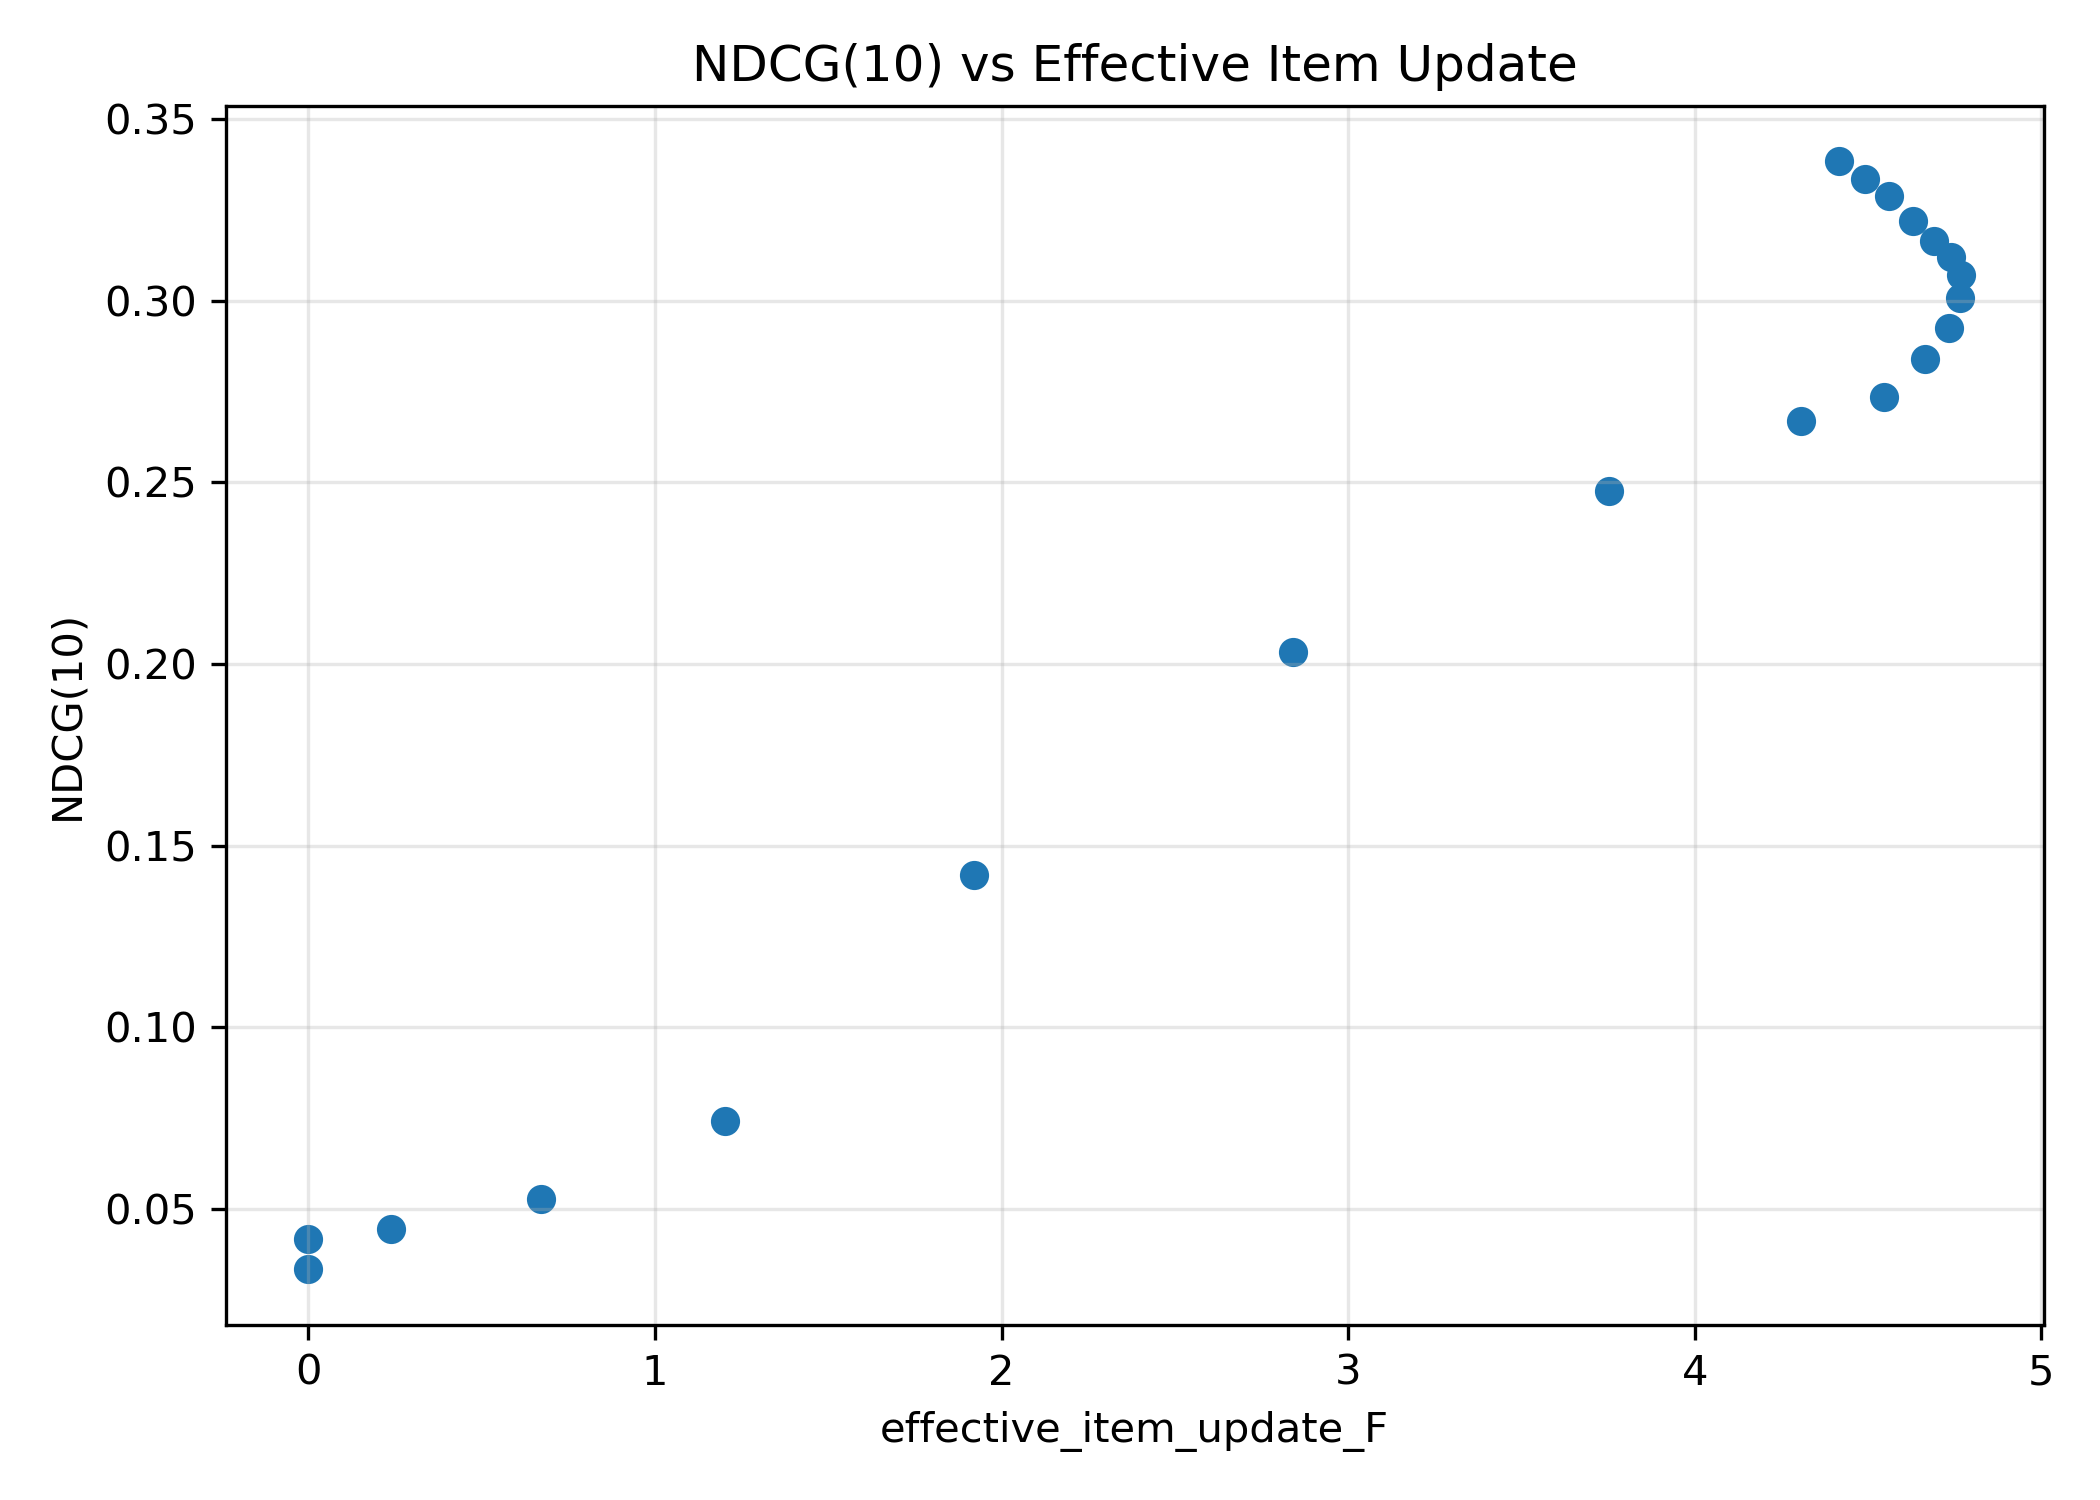 NDCG(10) vs Effective Item Update
0.35
0.30
0.25
0.20
0.15
0.10
0.05
NDCG(10)
0 1 2 3 4 5
effective_item_update_F